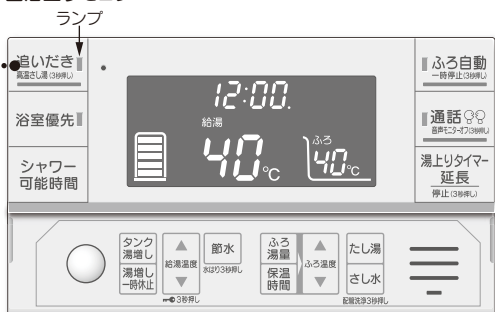 ランプ
追いだき
高温さし湯(3秒押し)
浴室優先
シャワー
可能時間
12:00.
給湯
40℃
ふろ
40℃
ふろ自動
一時停止(3秒押し)
通話
音声モニターオフ(3秒押し)
湯上りタイマー
延長
停止(3秒押し)
タンク
湯増し
湯増し
一時休止
給湯温度
3秒押し
節水
水はり3秒押し
ふろ
湯量
保温
時間
ふろ温度
たし湯
さし水
配管洗浄3秒押し